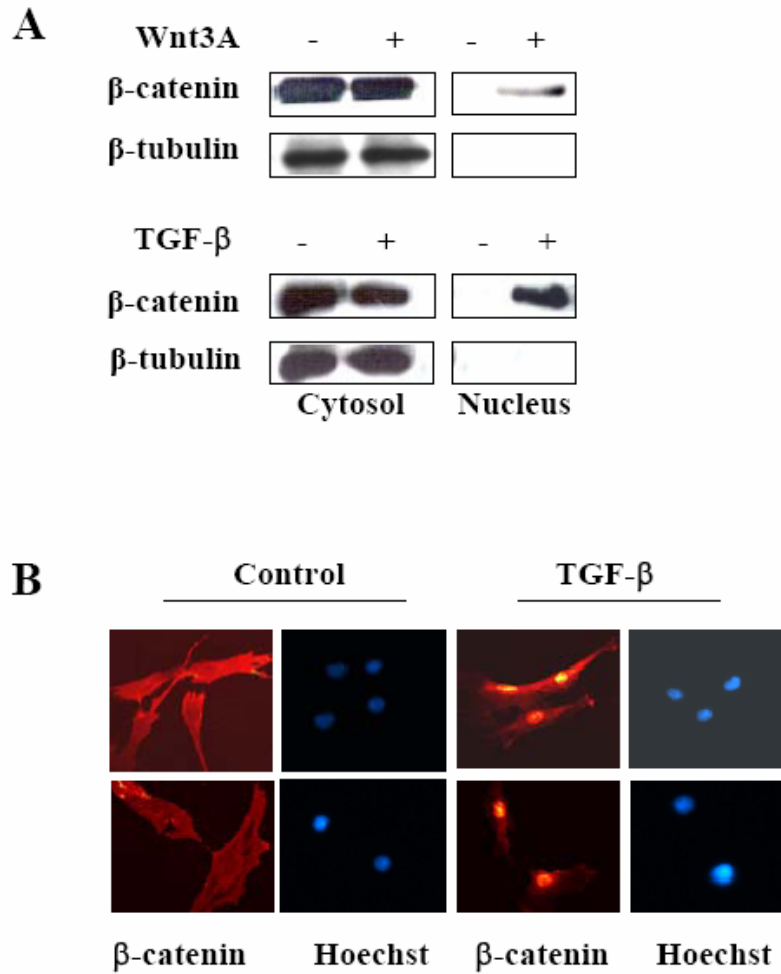 A
Wnt3A - + - +
β-catenin
β-tubulin
TGF-β - + - +
β-catenin
β-tubulin
Cytosol Nucleus
B
Control TGF-β
β-catenin Hoechst β-catenin Hoechst